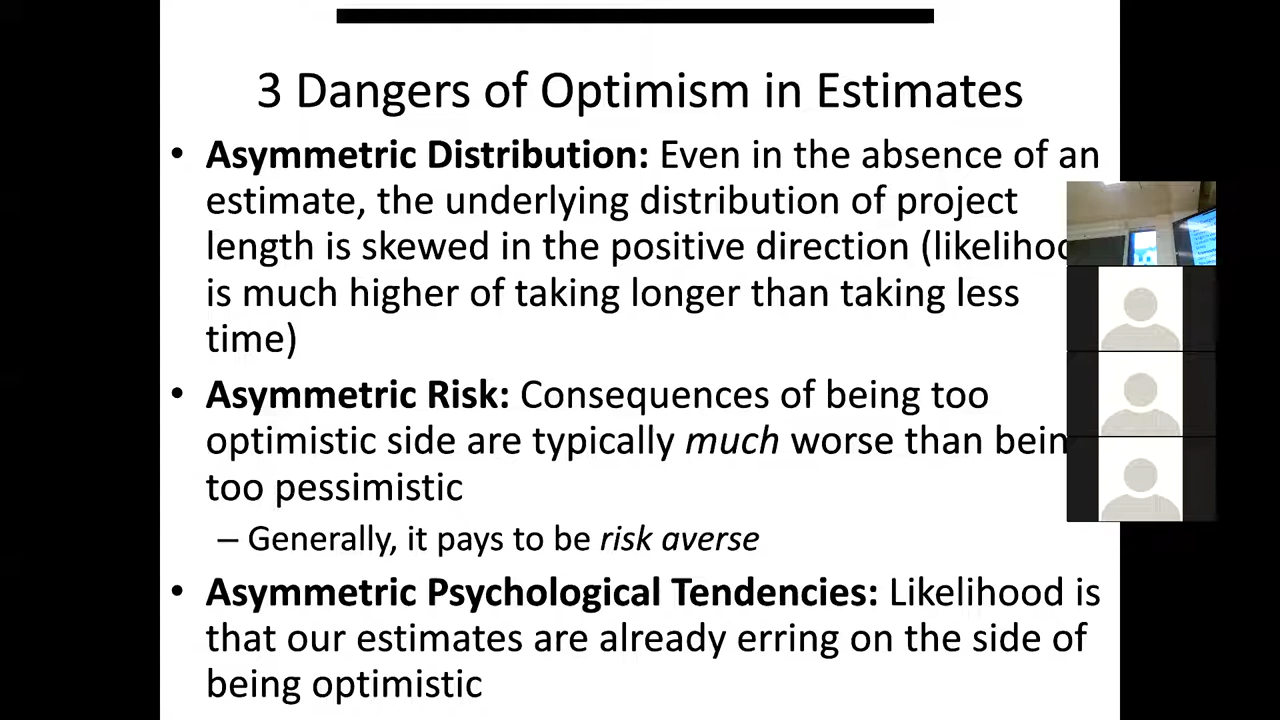 3 Dangers of Optimism in Estimates
• Asymmetric Distribution: Even in the absence of an
estimate, the underlying distribution of project
length is skewed in the positive direction (likelihoo
is much higher of taking longer than taking less
time)
• Asymmetric Risk: Consequences of being too
optimistic side are typically much worse than bein
too pessimistic
– Generally, it pays to be risk averse
• Asymmetric Psychological Tendencies: Likelihood is
that our estimates are already erring on the side of
being optimistic